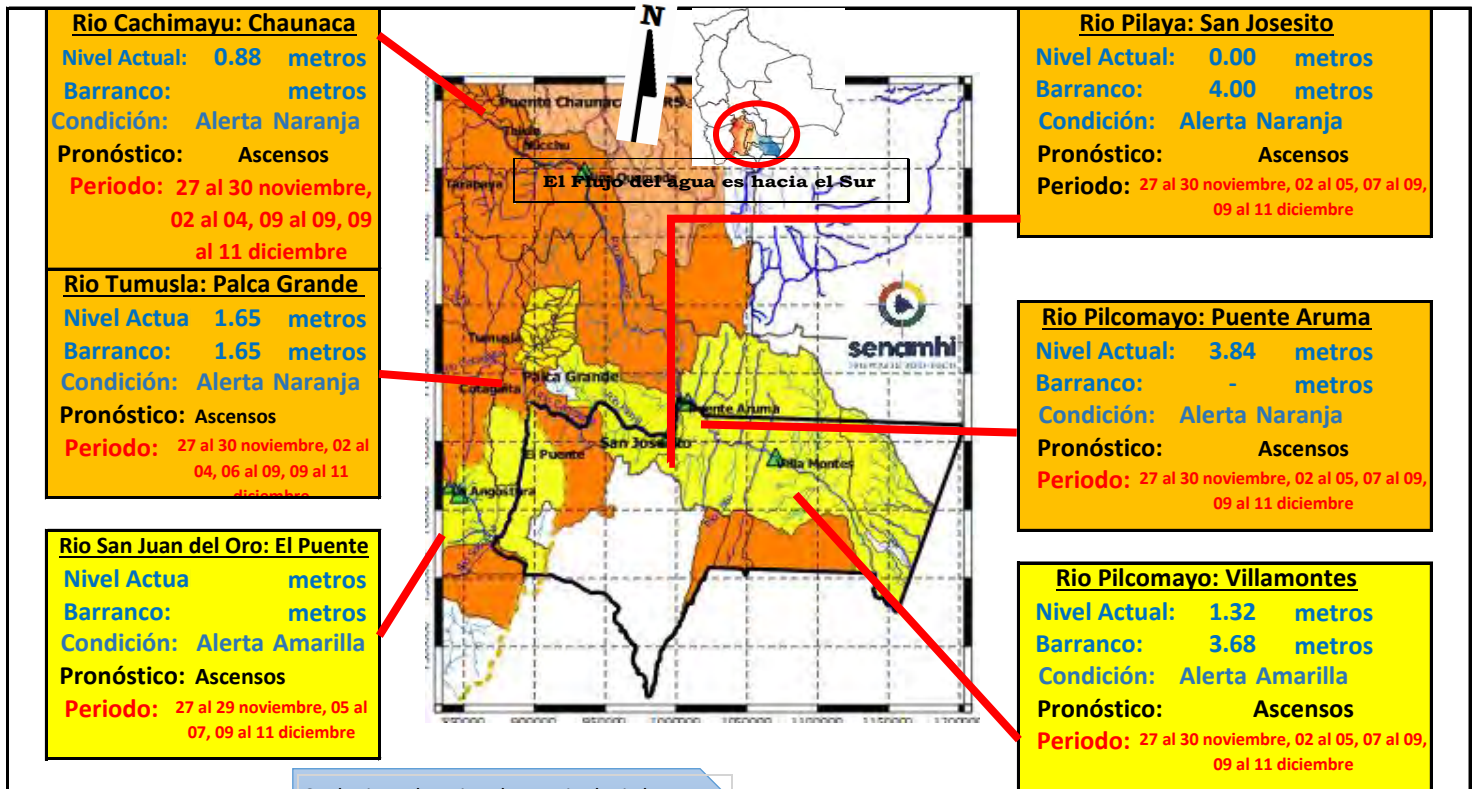 Rio Cachimayu: Chaunaca
Nivel Actual: 0.88 metros
Barranco: metros
Condición: Alerta Naranja
Pronóstico: Ascensos
Periodo: 27 al 30 noviembre,
02 al 04, 09 al 09, 09
al 11 diciembre
Rio Tumusla: Palca Grande
Nivel Actua 1.65 metros
Barranco: 1.65 metros
Condición: Alerta Naranja
Pronóstico: Ascensos
Periodo: 27 al 30 noviembre, 02 al
04, 06 al 09, 09 al 11
diciembre
Rio San Juan del Oro: El Puente
Nivel Actua metros
Barranco: metros
Condición: Alerta Amarilla
Pronóstico: Ascensos
Periodo: 27 al 29 noviembre, 05 al
07, 09 al 11 diciembre
N
Puente Chaunaca
El Flujo del agua es hacia el Sur
Tarabaya
senamhi
Tumusla
Palca Grande
Cotagaita
Puente Aruma
San Josesito
El Puente
Villa Montes
Angostura
900000
1000000
1050000
1100000
1150000
Rio Pilaya: San Josesito
Nivel Actual: 0.00 metros
Barranco: 4.00 metros
Condición: Alerta Naranja
Pronóstico: Ascensos
Periodo: 27 al 30 noviembre, 02 al 05, 07 al 09,
09 al 11 diciembre
Rio Pilcomayo: Puente Aruma
Nivel Actual: 3.84 metros
Barranco: - metros
Condición: Alerta Naranja
Pronóstico: Ascensos
Periodo: 27 al 30 noviembre, 02 al 05, 07 al 09,
09 al 11 diciembre
Rio Pilcomayo: Villamontes
Nivel Actual: 1.32 metros
Barranco: 3.68 metros
Condición: Alerta Amarilla
Pronóstico: Ascensos
Periodo: 27 al 30 noviembre, 02 al 05, 07 al 09,
09 al 11 diciembre